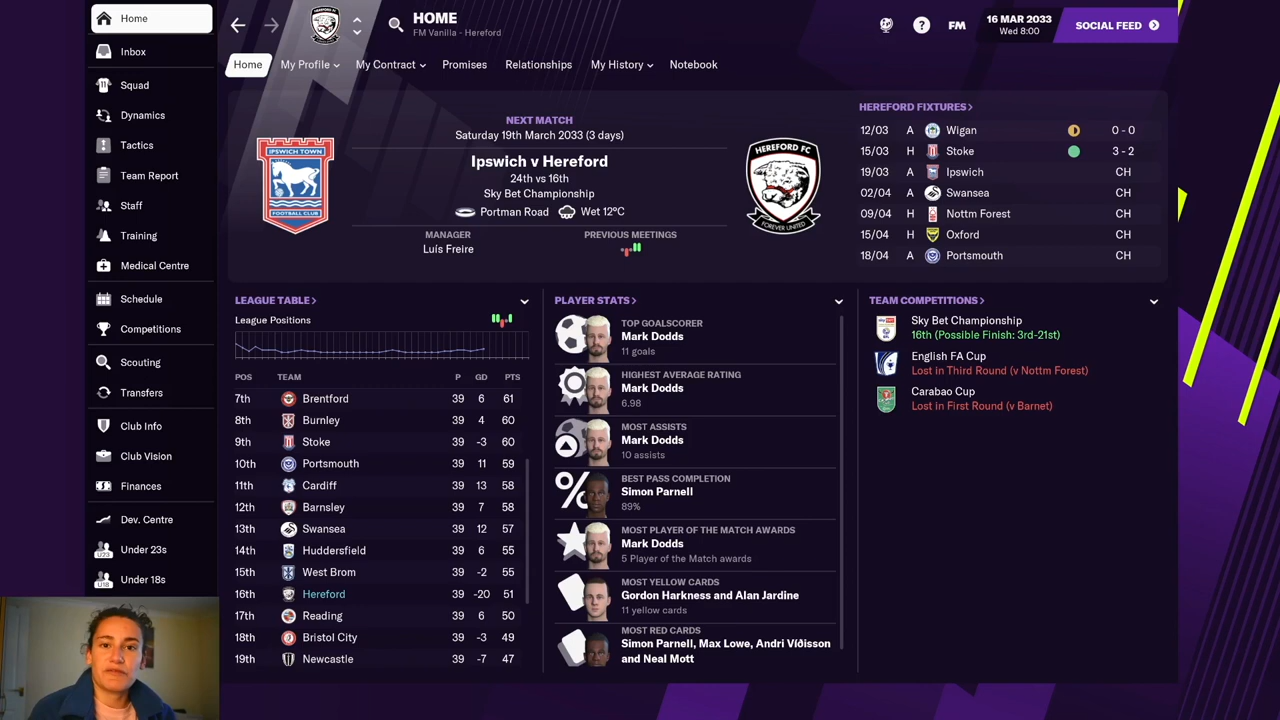 Home
Inbox
Squad
Dynamics
Tactics
Team Report
Staff
Training
Medical Centre
Schedule
Competitions
Scouting
Transfers
Club Info
Club Vision
Finances
Dev. Centre
Under 23s
Under 18s
HOME
FM Vanilla - Hereford
FM
16 MAR 2033
Wed 8:00
SOCIAL FEED
Home
My Profile
My Contract
Promises
Relationships
My History
Notebook
NEXT MATCH
Saturday 19th March 2033 (3 days)
Ipswich v Hereford
24th vs 16th
Sky Bet Championship
Portman Road
Wet 12°C
MANAGER
Luís Freire
PREVIOUS MEETINGS
IPSWICH TOWN
FOOTBALL CLUB
HEREFORD FC
FOREVER UNITED
HEREFORD FIXTURES
12/03 A Wigan 0 - 0
15/03 H Stoke 3 - 2
19/03 A Ipswich CH
02/04 A Swansea CH
09/04 H Nottm Forest CH
15/04 H Oxford CH
18/04 A Portsmouth CH
LEAGUE TABLE
League Positions
POS TEAM P GD PTS
7th Brentford 39 6 61
8th Burnley 39 4 60
9th Stoke 39 -3 60
10th Portsmouth 39 11 59
11th Cardiff 39 13 58
12th Barnsley 39 7 58
13th Swansea 39 12 57
14th Huddersfield 39 6 55
15th West Brom 39 -2 55
16th Hereford 39 -20 51
17th Reading 39 6 50
18th Bristol City 39 -3 49
19th Newcastle 39 -7 47
PLAYER STATS
TOP GOALSCORER
Mark Dodds
11 goals
HIGHEST AVERAGE RATING
Mark Dodds
6.98
MOST ASSISTS
Mark Dodds
10 assists
BEST PASS COMPLETION
Simon Parnell
89%
MOST PLAYER OF THE MATCH AWARDS
Mark Dodds
5 Player of the Match awards
MOST YELLOW CARDS
Gordon Harkness and Alan Jardine
11 yellow cards
MOST RED CARDS
Simon Parnell, Max Lowe, Andri Víðisson
and Neal Mott
TEAM COMPETITIONS
Sky Bet Championship
16th (Possible Finish: 3rd-21st)
English FA Cup
Lost in Third Round (v Nottm Forest)
Carabao Cup
Lost in First Round (v Barnet)